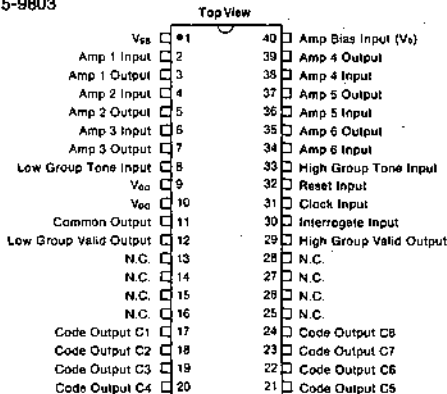 5-9803
Top View
VSS 1 40 Amp Bias Input (Vb)
Amp 1 Input 2 39 Amp 4 Output
Amp 1 Output 3 38 Amp 4 Input
Amp 2 Input 4 37 Amp 5 Output
Amp 2 Output 5 36 Amp 5 Input
Amp 3 Input 6 35 Amp 6 Output
Amp 3 Output 7 34 Amp 6 Input
Low Group Tone Input 8 33 High Group Tone Input
9 32 Reset Input
10 31 Clock Input
Common Output 11 30 Interrogate Input
Low Group Valid Output 12 29 High Group Valid Output
N.C. 13 28 N.C.
N.C. 14 27 N.C.
N.C. 15 26 N.C.
N.C. 16 25 N.C.
Code Output C1 17 24 Code Output C8
Code Output C2 18 23 Code Output C7
Code Output C3 19 22 Code Output C6
Code Output C4 20 21 Code Output C5